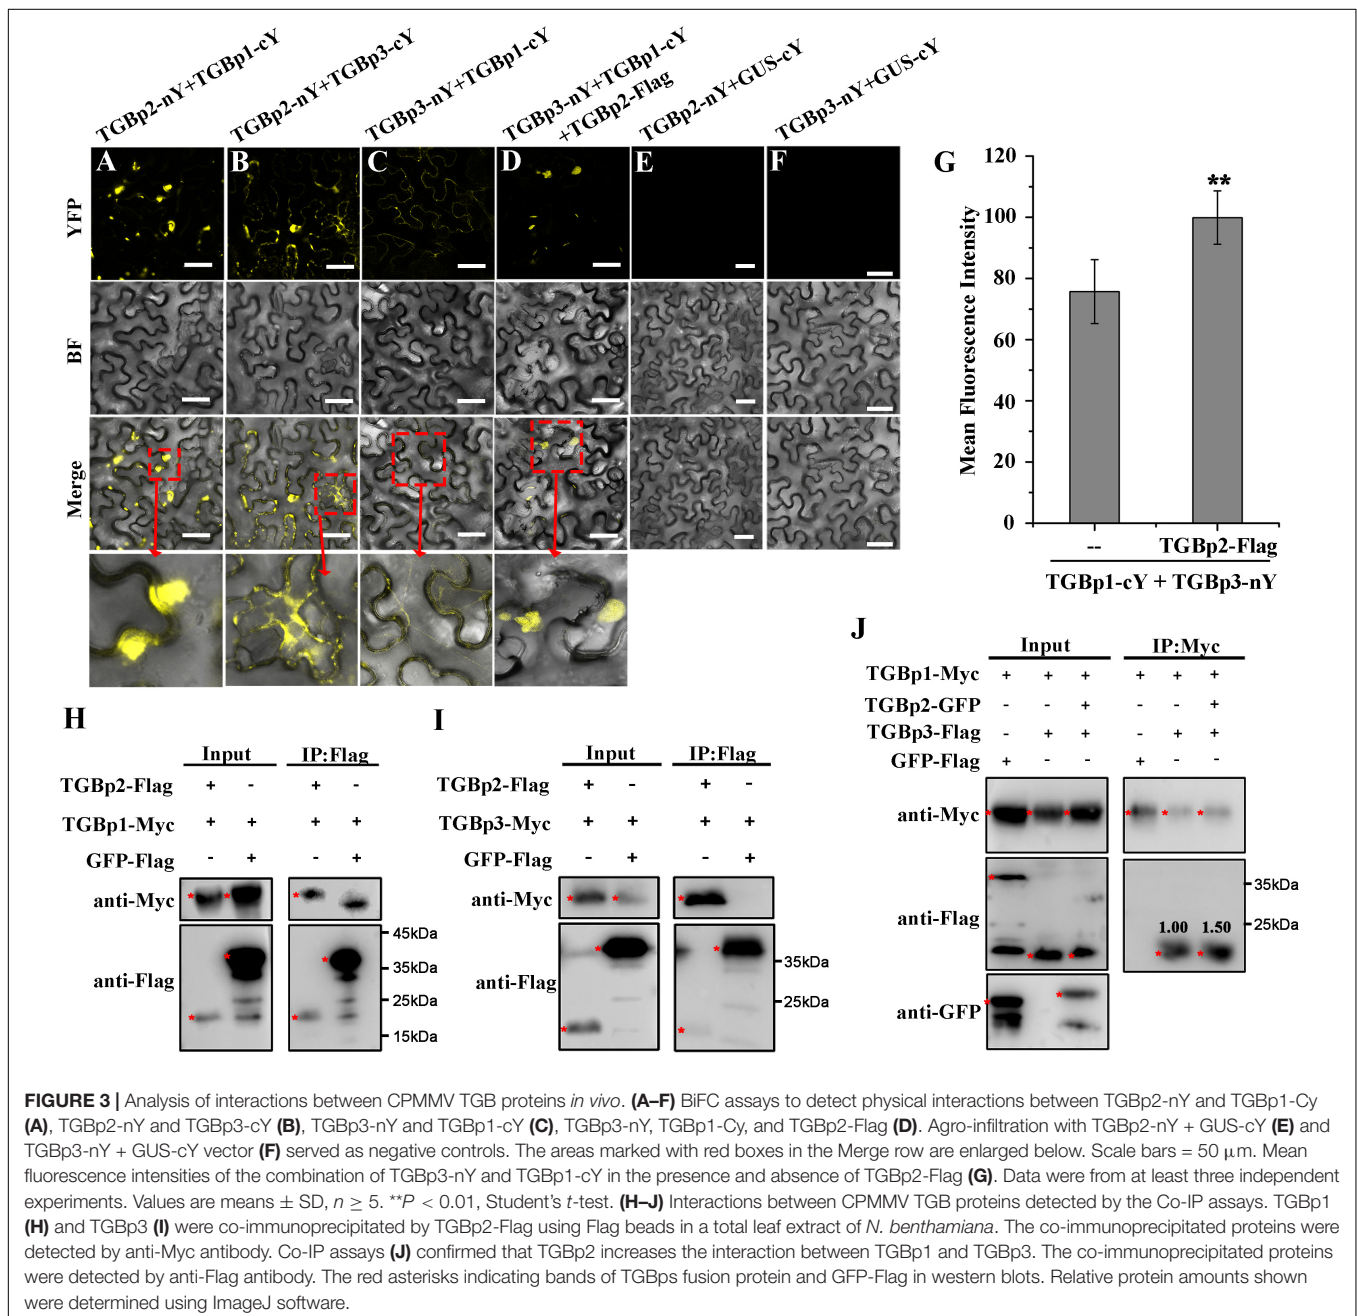 TGBp2-nY+TGBp1-cY
TGBp2-nY+TGBp3-cY
TGBp3-nY+TGBp1-cY
TGBp3-nY+TGBp1-cY
+TGBp2-Flag
TGBp2-nY+GUS-cY
TGBp3-nY+GUS-cY
A B C D E F
YFP
BF
Merge
G
Mean Fluorescence Intensity
120
100
80
60
40
20
0
**
-- TGBp2-Flag
TGBp1-cY + TGBp3-nY
H
Input IP:Flag
TGBp2-Flag + - + -
TGBp1-Myc + + + +
GFP-Flag - + - +
anti-Myc * * *
anti-Flag * * * *
45kDa
35kDa
25kDa
15kDa
I
Input IP:Flag
TGBp2-Flag + - + -
TGBp3-Myc + + + +
GFP-Flag - + - +
anti-Myc * * *
anti-Flag * * * *
35kDa
25kDa
J
Input IP:Myc
TGBp1-Myc + + + + + +
TGBp2-GFP - - + - - +
TGBp3-Flag - + + - + +
GFP-Flag + - - + - -
anti-Myc * * * * * *
anti-Flag * * * * *
1.00 1.50
35kDa
25kDa
anti-GFP * *
FIGURE 3 | Analysis of interactions between CPMMV TGB proteins in vivo. (A–F) BiFC assays to detect physical interactions between TGBp2-nY and TGBp1-Cy
(A), TGBp2-nY and TGBp3-cY (B), TGBp3-nY and TGBp1-cY (C), TGBp3-nY, TGBp1-Cy, and TGBp2-Flag (D). Agro-infiltration with TGBp2-nY + GUS-cY (E) and
TGBp3-nY + GUS-cY vector (F) served as negative controls. The areas marked with red boxes in the Merge row are enlarged below. Scale bars = 50 μm. Mean
fluorescence intensities of the combination of TGBp3-nY and TGBp1-cY in the presence and absence of TGBp2-Flag (G). Data were from at least three independent
experiments. Values are means ± SD, n ≥ 5. **P < 0.01, Student's t-test. (H–J) Interactions between CPMMV TGB proteins detected by the Co-IP assays. TGBp1
(H) and TGBp3 (I) were co-immunoprecipitated by TGBp2-Flag using Flag beads in a total leaf extract of N. benthamiana. The co-immunoprecipitated proteins were
detected by anti-Myc antibody. Co-IP assays (J) confirmed that TGBp2 increases the interaction between TGBp1 and TGBp3. The co-immunoprecipitated proteins
were detected by anti-Flag antibody. The red asterisks indicating bands of TGBps fusion protein and GFP-Flag in western blots. Relative protein amounts shown
were determined using ImageJ software.